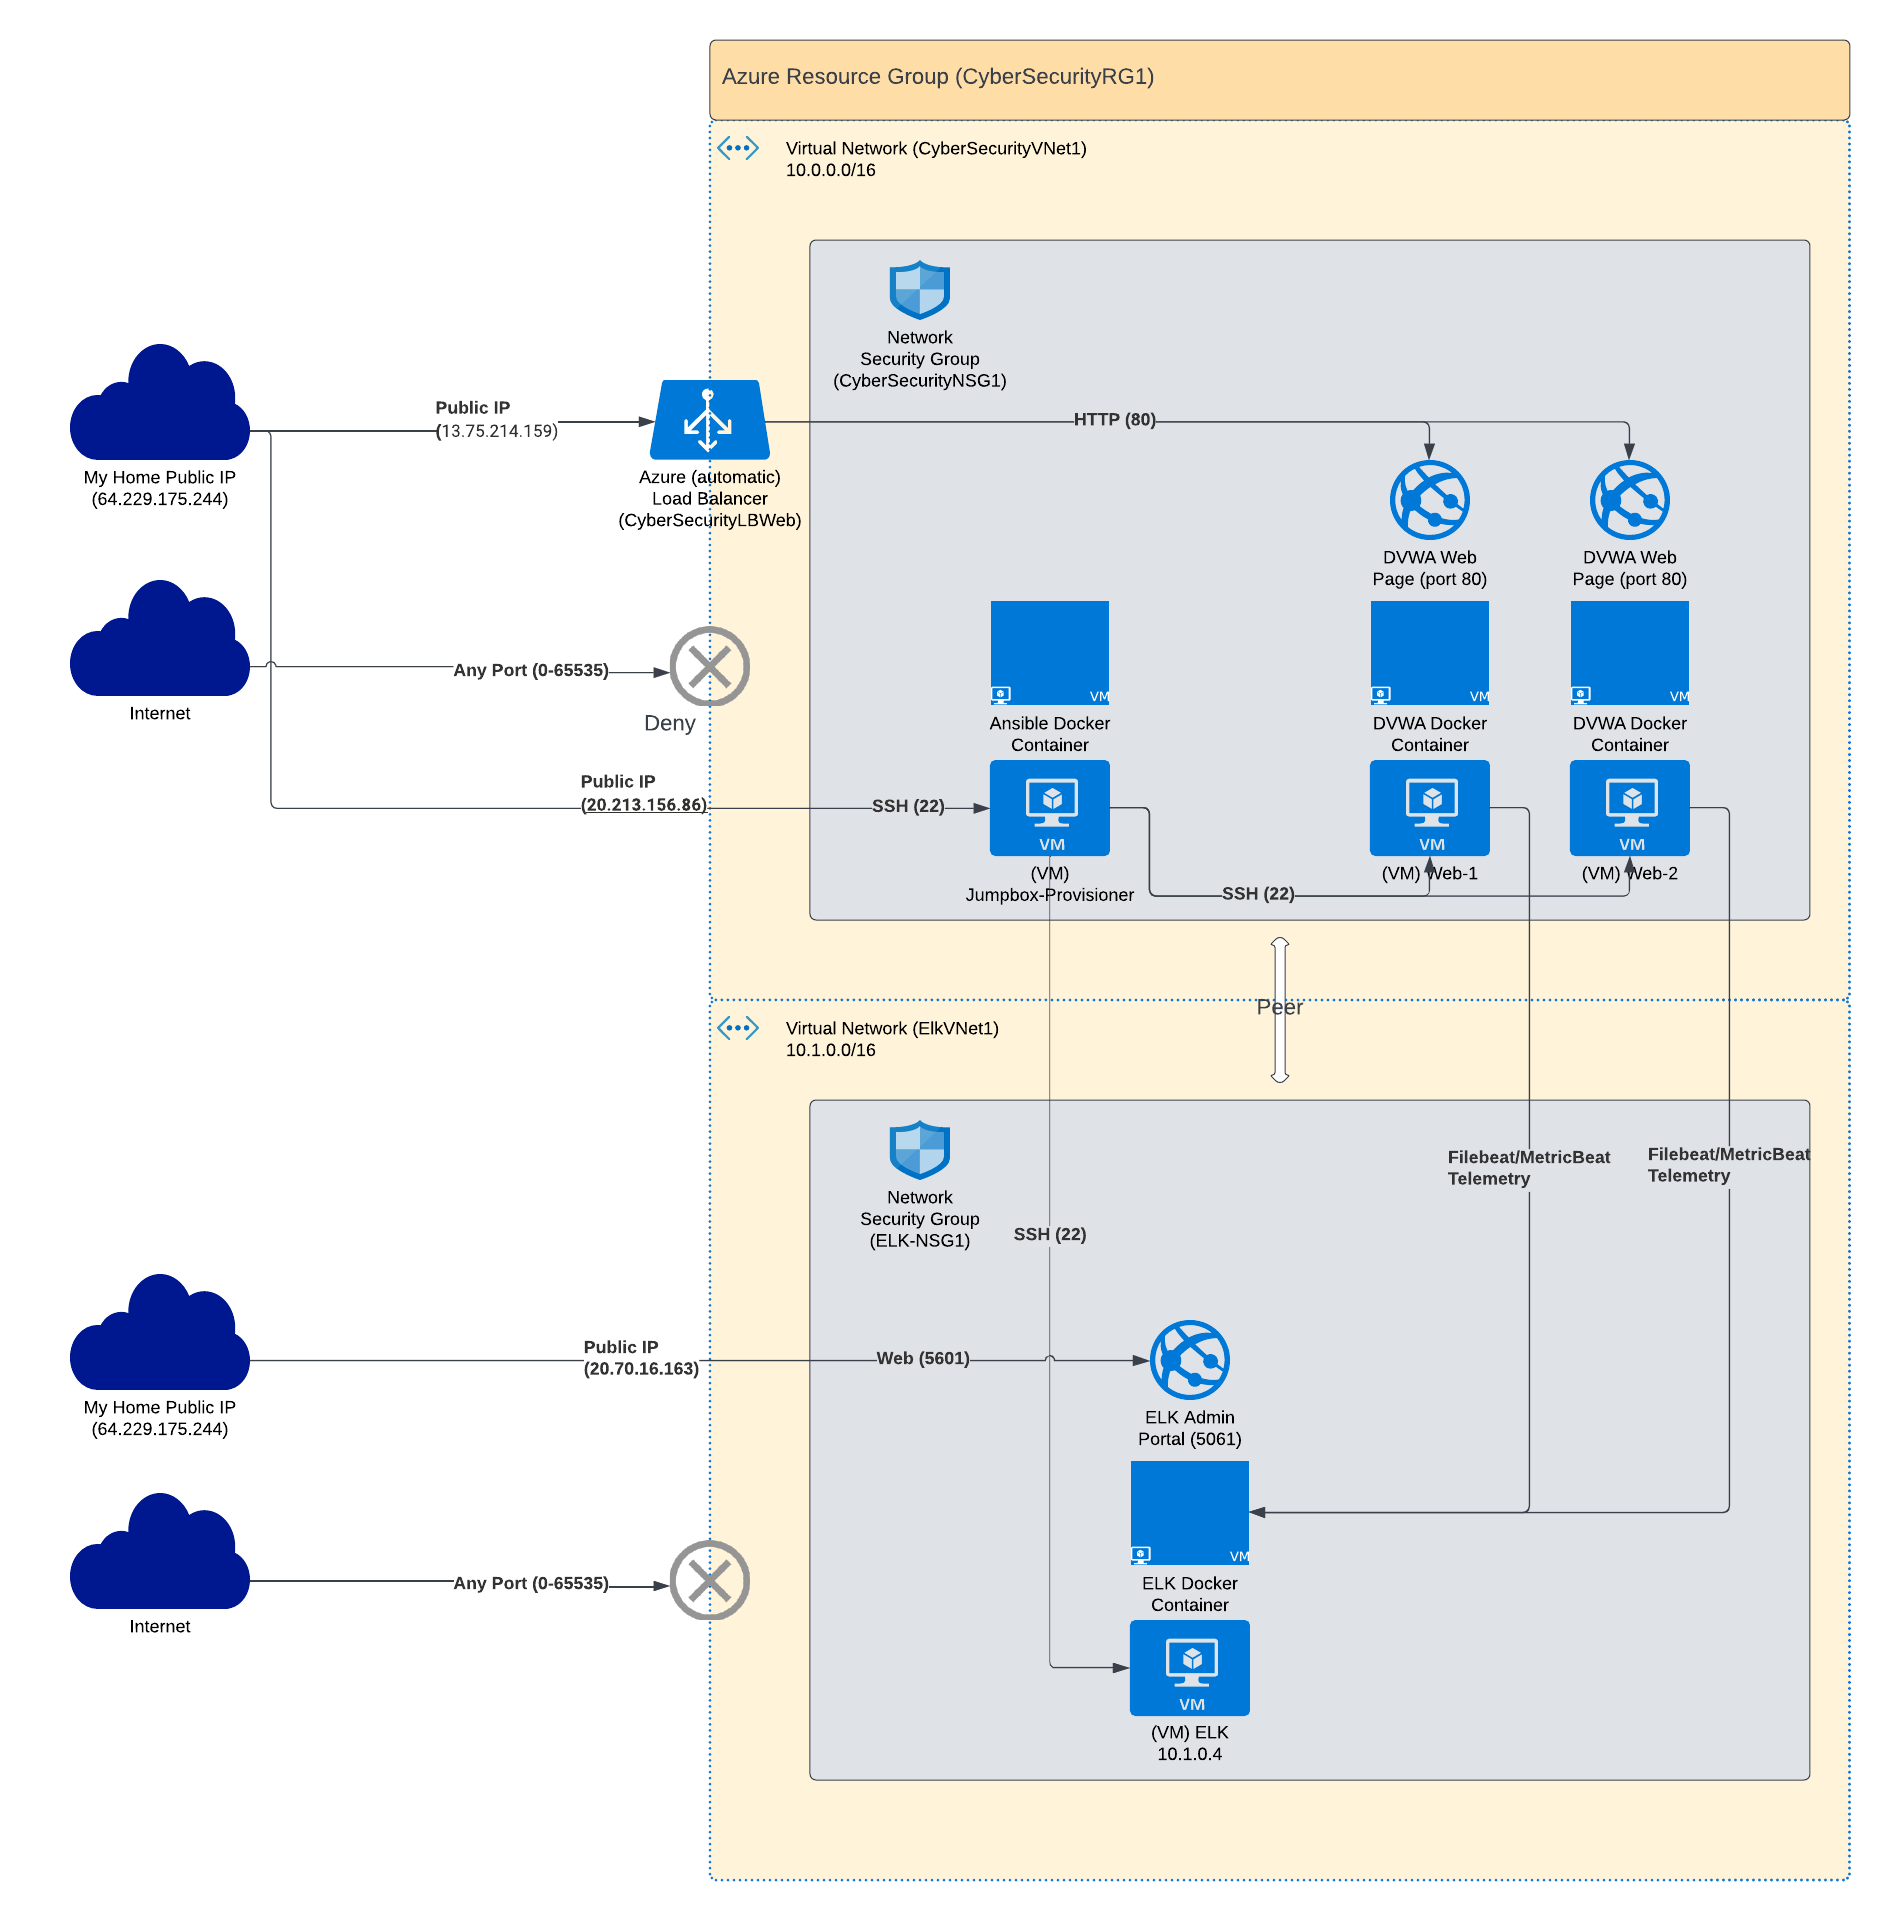 Azure Resource Group (CyberSecurityRG1)
Virtual Network (CyberSecurityVNet1)
10.0.0.0/16
Network
Security Group
(CyberSecurityNSG1)
My Home Public IP
(64.229.175.244)
Public IP
(13.75.214.159)
Azure (automatic)
Load Balancer
(CyberSecurityLBWeb)
HTTP (80)
DVWA Web
Page (port 80)
DVWA Web
Page (port 80)
Internet
Any Port (0-65535)
Deny
VM
Ansible Docker
Container
VM
DVWA Docker
Container
VM
DVWA Docker
Container
Public IP
(20.213.156.86)
SSH (22)
VM
(VM)
Jumpbox-Provisioner
SSH (22)
VM
(VM) Web-1
VM
(VM) Web-2
Peer
Virtual Network (ElkVNet1)
10.1.0.0/16
Network
Security Group
(ELK-NSG1)
SSH (22)
Filebeat/MetricBeat
Telemetry
Filebeat/MetricBeat
Telemetry
My Home Public IP
(64.229.175.244)
Public IP
(20.70.16.163)
Web (5601)
ELK Admin
Portal (5061)
Internet
Any Port (0-65535)
VM
ELK Docker
Container
VM
(VM) ELK
10.1.0.4